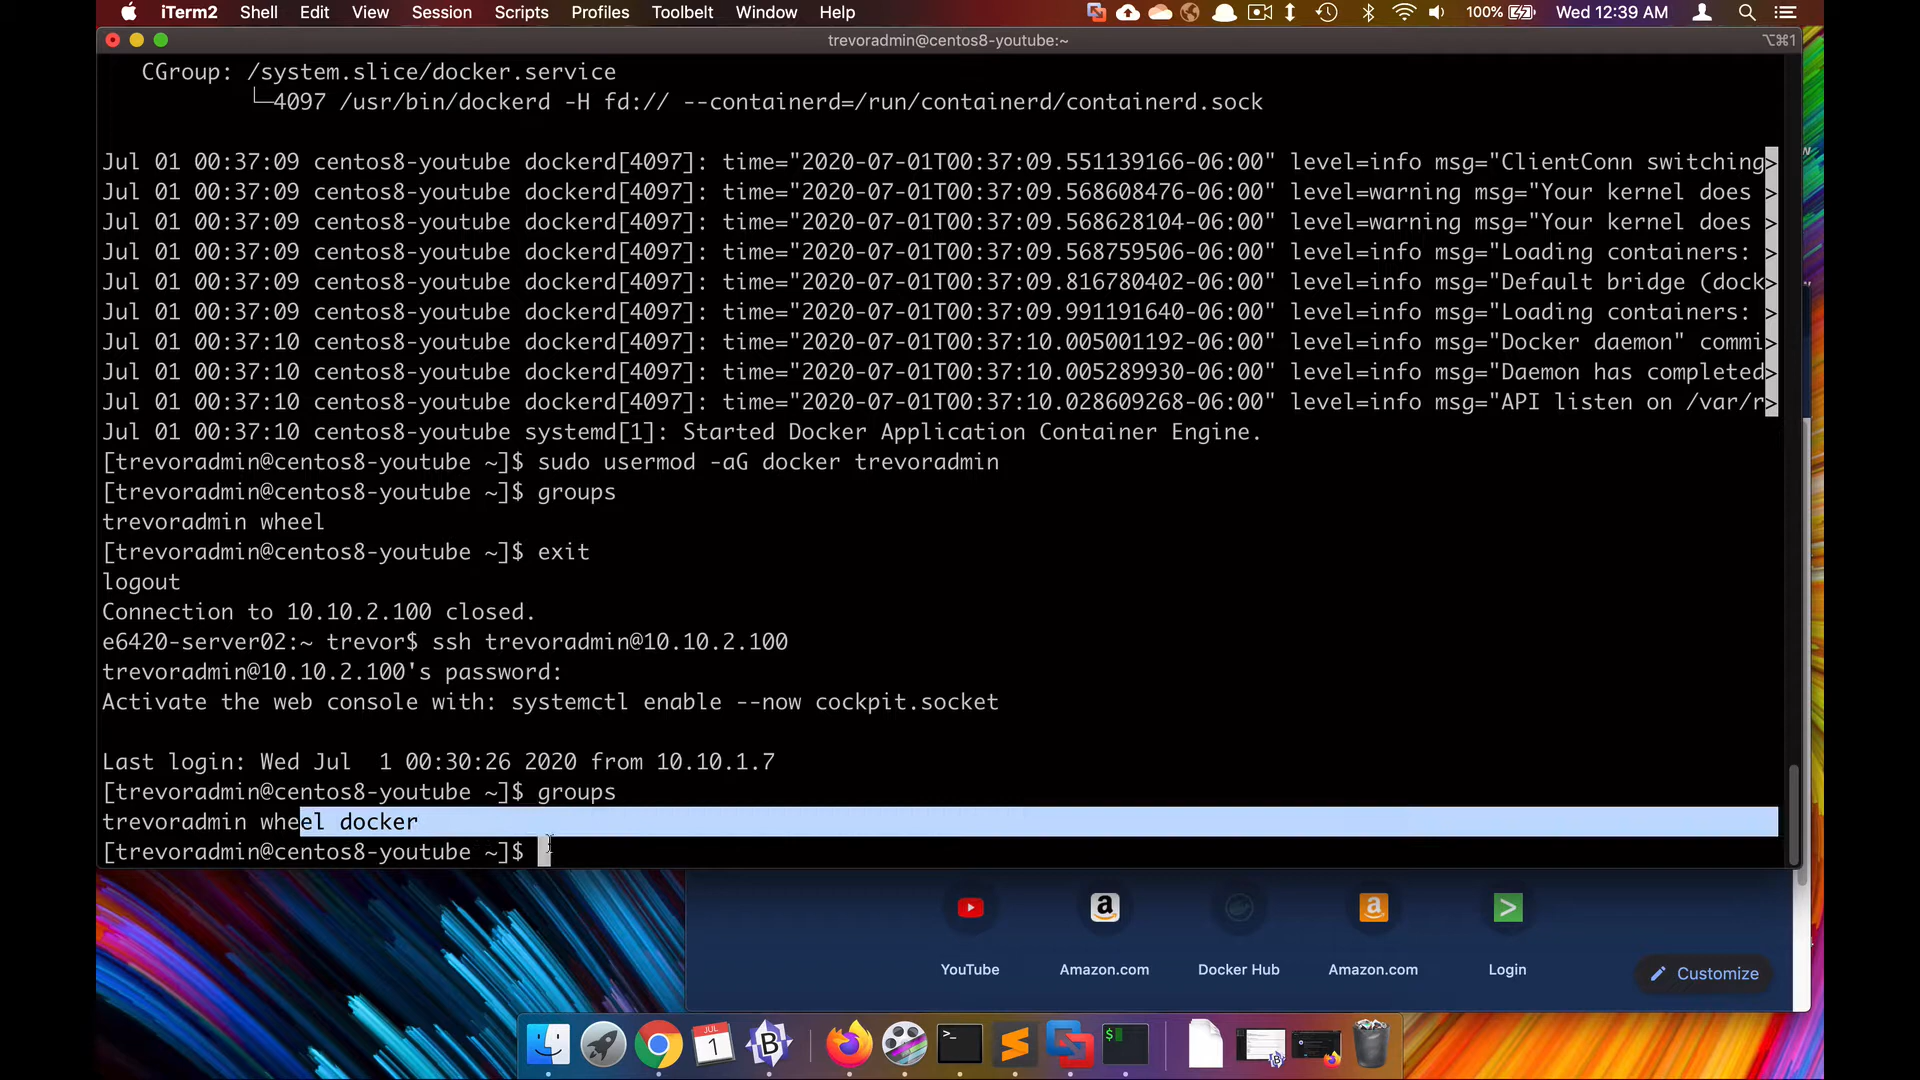 iTerm2 Shell Edit View Session Scripts Profiles Toolbelt Window Help 100% Wed 12:39 AM
trevoradmin@centos8-youtube:~ ⌥⌘1
CGroup: /system.slice/docker.service
└─4097 /usr/bin/dockerd -H fd:// --containerd=/run/containerd/containerd.sock
Jul 01 00:37:09 centos8-youtube dockerd[4097]: time="2020-07-01T00:37:09.551139166-06:00" level=info msg="ClientConn switching>
Jul 01 00:37:09 centos8-youtube dockerd[4097]: time="2020-07-01T00:37:09.568608476-06:00" level=warning msg="Your kernel does >
Jul 01 00:37:09 centos8-youtube dockerd[4097]: time="2020-07-01T00:37:09.568628104-06:00" level=warning msg="Your kernel does >
Jul 01 00:37:09 centos8-youtube dockerd[4097]: time="2020-07-01T00:37:09.568759506-06:00" level=info msg="Loading containers: >
Jul 01 00:37:09 centos8-youtube dockerd[4097]: time="2020-07-01T00:37:09.816780402-06:00" level=info msg="Default bridge (dock>
Jul 01 00:37:09 centos8-youtube dockerd[4097]: time="2020-07-01T00:37:09.991191640-06:00" level=info msg="Loading containers: >
Jul 01 00:37:10 centos8-youtube dockerd[4097]: time="2020-07-01T00:37:10.005001192-06:00" level=info msg="Docker daemon" commi>
Jul 01 00:37:10 centos8-youtube dockerd[4097]: time="2020-07-01T00:37:10.005289930-06:00" level=info msg="Daemon has completed>
Jul 01 00:37:10 centos8-youtube dockerd[4097]: time="2020-07-01T00:37:10.028609268-06:00" level=info msg="API listen on /var/r>
Jul 01 00:37:10 centos8-youtube systemd[1]: Started Docker Application Container Engine.
[trevoradmin@centos8-youtube ~]$ sudo usermod -aG docker trevoradmin
[trevoradmin@centos8-youtube ~]$ groups
trevoradmin wheel
[trevoradmin@centos8-youtube ~]$ exit
logout
Connection to 10.10.2.100 closed.
e6420-server02:~ trevor$ ssh trevoradmin@10.10.2.100
trevoradmin@10.10.2.100's password:
Activate the web console with: systemctl enable --now cockpit.socket
Last login: Wed Jul  1 00:30:26 2020 from 10.10.1.7
[trevoradmin@centos8-youtube ~]$ groups
trevoradmin wheel docker
[trevoradmin@centos8-youtube ~]$
YouTube Amazon.com Docker Hub Amazon.com Login Customize
JUL
1